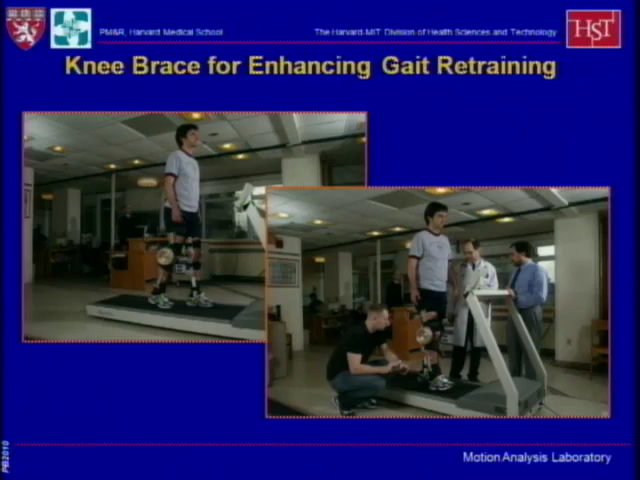 PM&R, Harvard Medical School
The Harvard-MIT Division of Health Sciences and Technology
HST
Knee Brace for Enhancing Gait Retraining
PB2010
Motion Analysis Laboratory